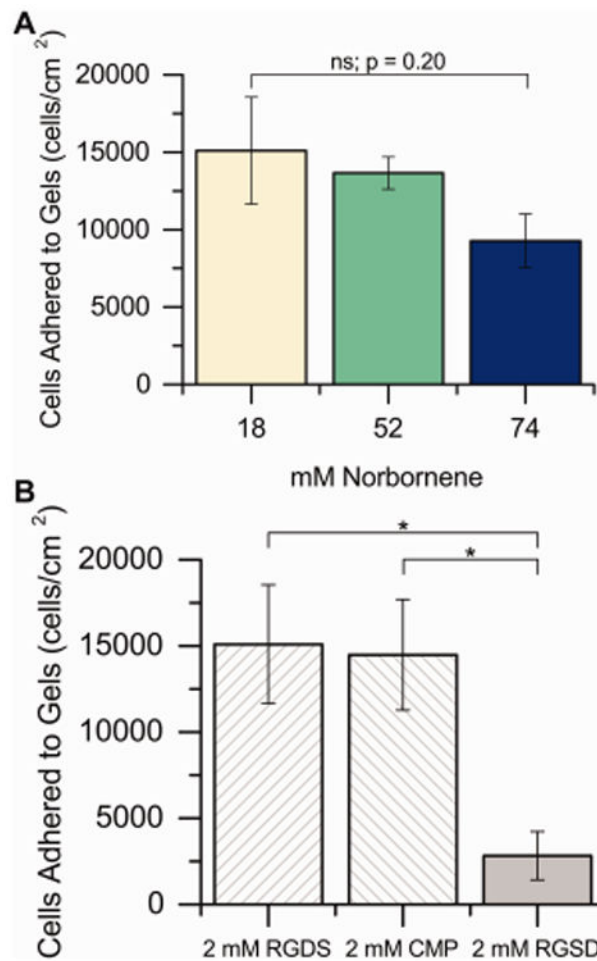 A
Cells Adhered to Gels (cells/cm²)
20000
15000
10000
5000
0
ns; p = 0.20
18 52 74
mM Norbornene
B
Cells Adhered to Gels (cells/cm²)
20000
15000
10000
5000
0
*
*
2 mM RGDS 2 mM CMP 2 mM RGSD